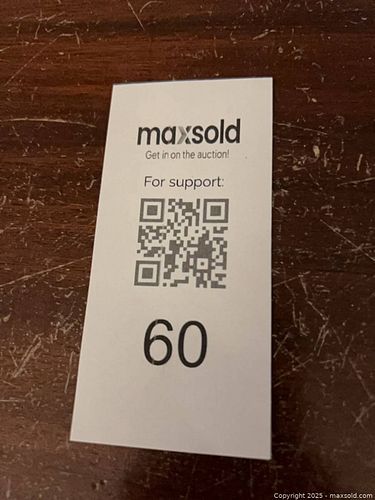 maxsold
Get in on the auction!
For support:
60
Copyright 2025 - maxsold.com